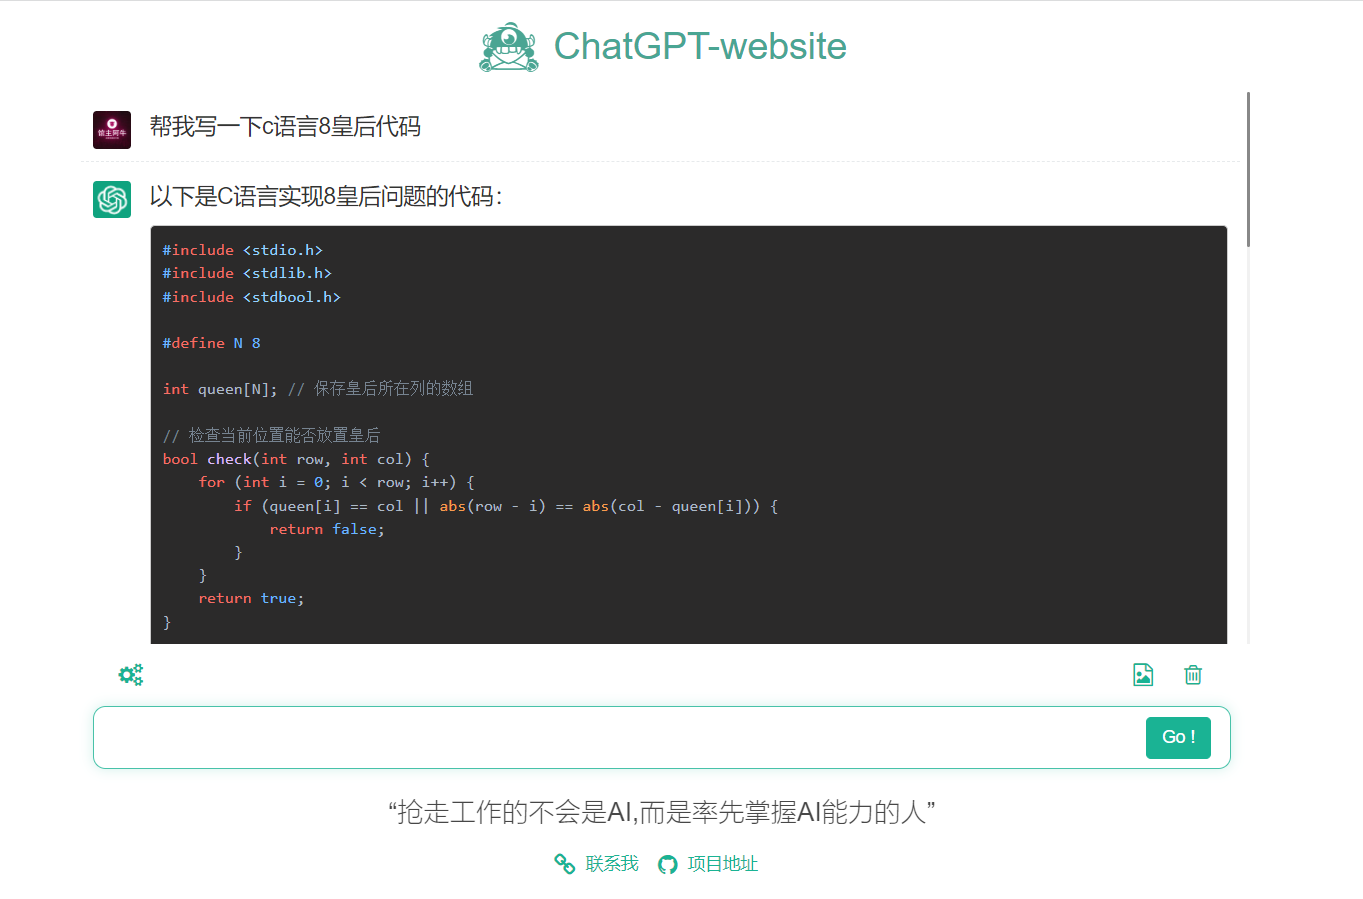 ChatGPT-website
馆主阿牛
帮我写一下c语言8皇后代码
以下是C语言实现8皇后问题的代码：
#include <stdio.h>
#include <stdlib.h>
#include <stdbool.h>
#define N 8
int queen[N]; // 保存皇后所在列的数组
// 检查当前位置能否放置皇后
bool check(int row, int col) {
    for (int i = 0; i < row; i++) {
        if (queen[i] == col || abs(row - i) == abs(col - queen[i])) {
            return false;
        }
    }
    return true;
}
Go !
“抢走工作的不会是AI,而是率先掌握AI能力的人”
联系我 项目地址